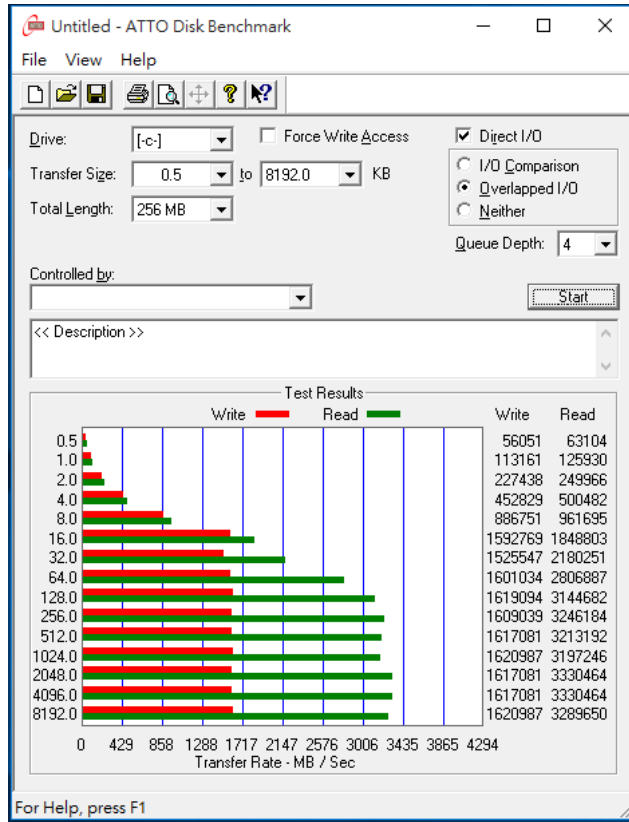 Untitled - ATTO Disk Benchmark
File View Help
Drive: [-c-] Force Write Access Direct I/O
I/O Comparison
Transfer Size: 0.5 to 8192.0 KB
Overlapped I/O
Total Length: 256 MB Neither
Queue Depth: 4
Controlled by:
Start
<< Description >>
Test Results
Write Read Write Read
0.5 56051 63104
1.0 113161 125930
2.0 227438 249966
4.0 452829 500482
8.0 886751 961695
16.0 1592769 1848803
32.0 1525547 2180251
64.0 1601034 2806887
128.0 1619094 3144682
256.0 1609039 3246184
512.0 1617081 3213192
1024.0 1620987 3197246
2048.0 1617081 3330464
4096.0 1617081 3330464
8192.0 1620987 3289650
0 429 858 1288 1717 2147 2576 3006 3435 3865 4294
Transfer Rate - MB / Sec
For Help, press F1